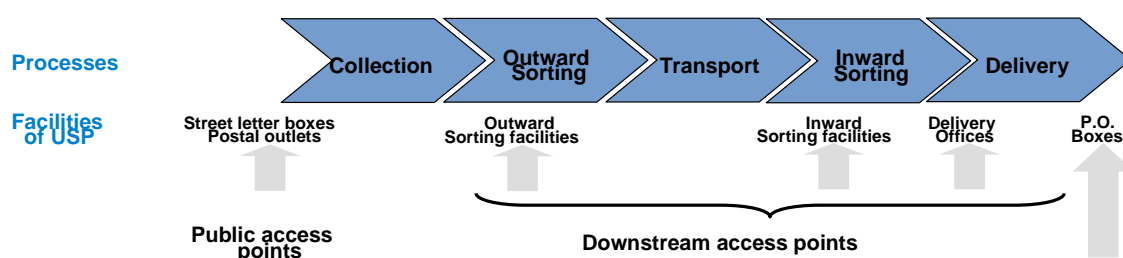 Processes
Collection
Outward
Sorting
Transport
Inward
Sorting
Delivery
Facilities
of USP
Street letter boxes
Postal outlets
Outward
Sorting facilities
Inward
Sorting facilities
Delivery
Offices
P.O.
Boxes
Public access
points
Downstream access points